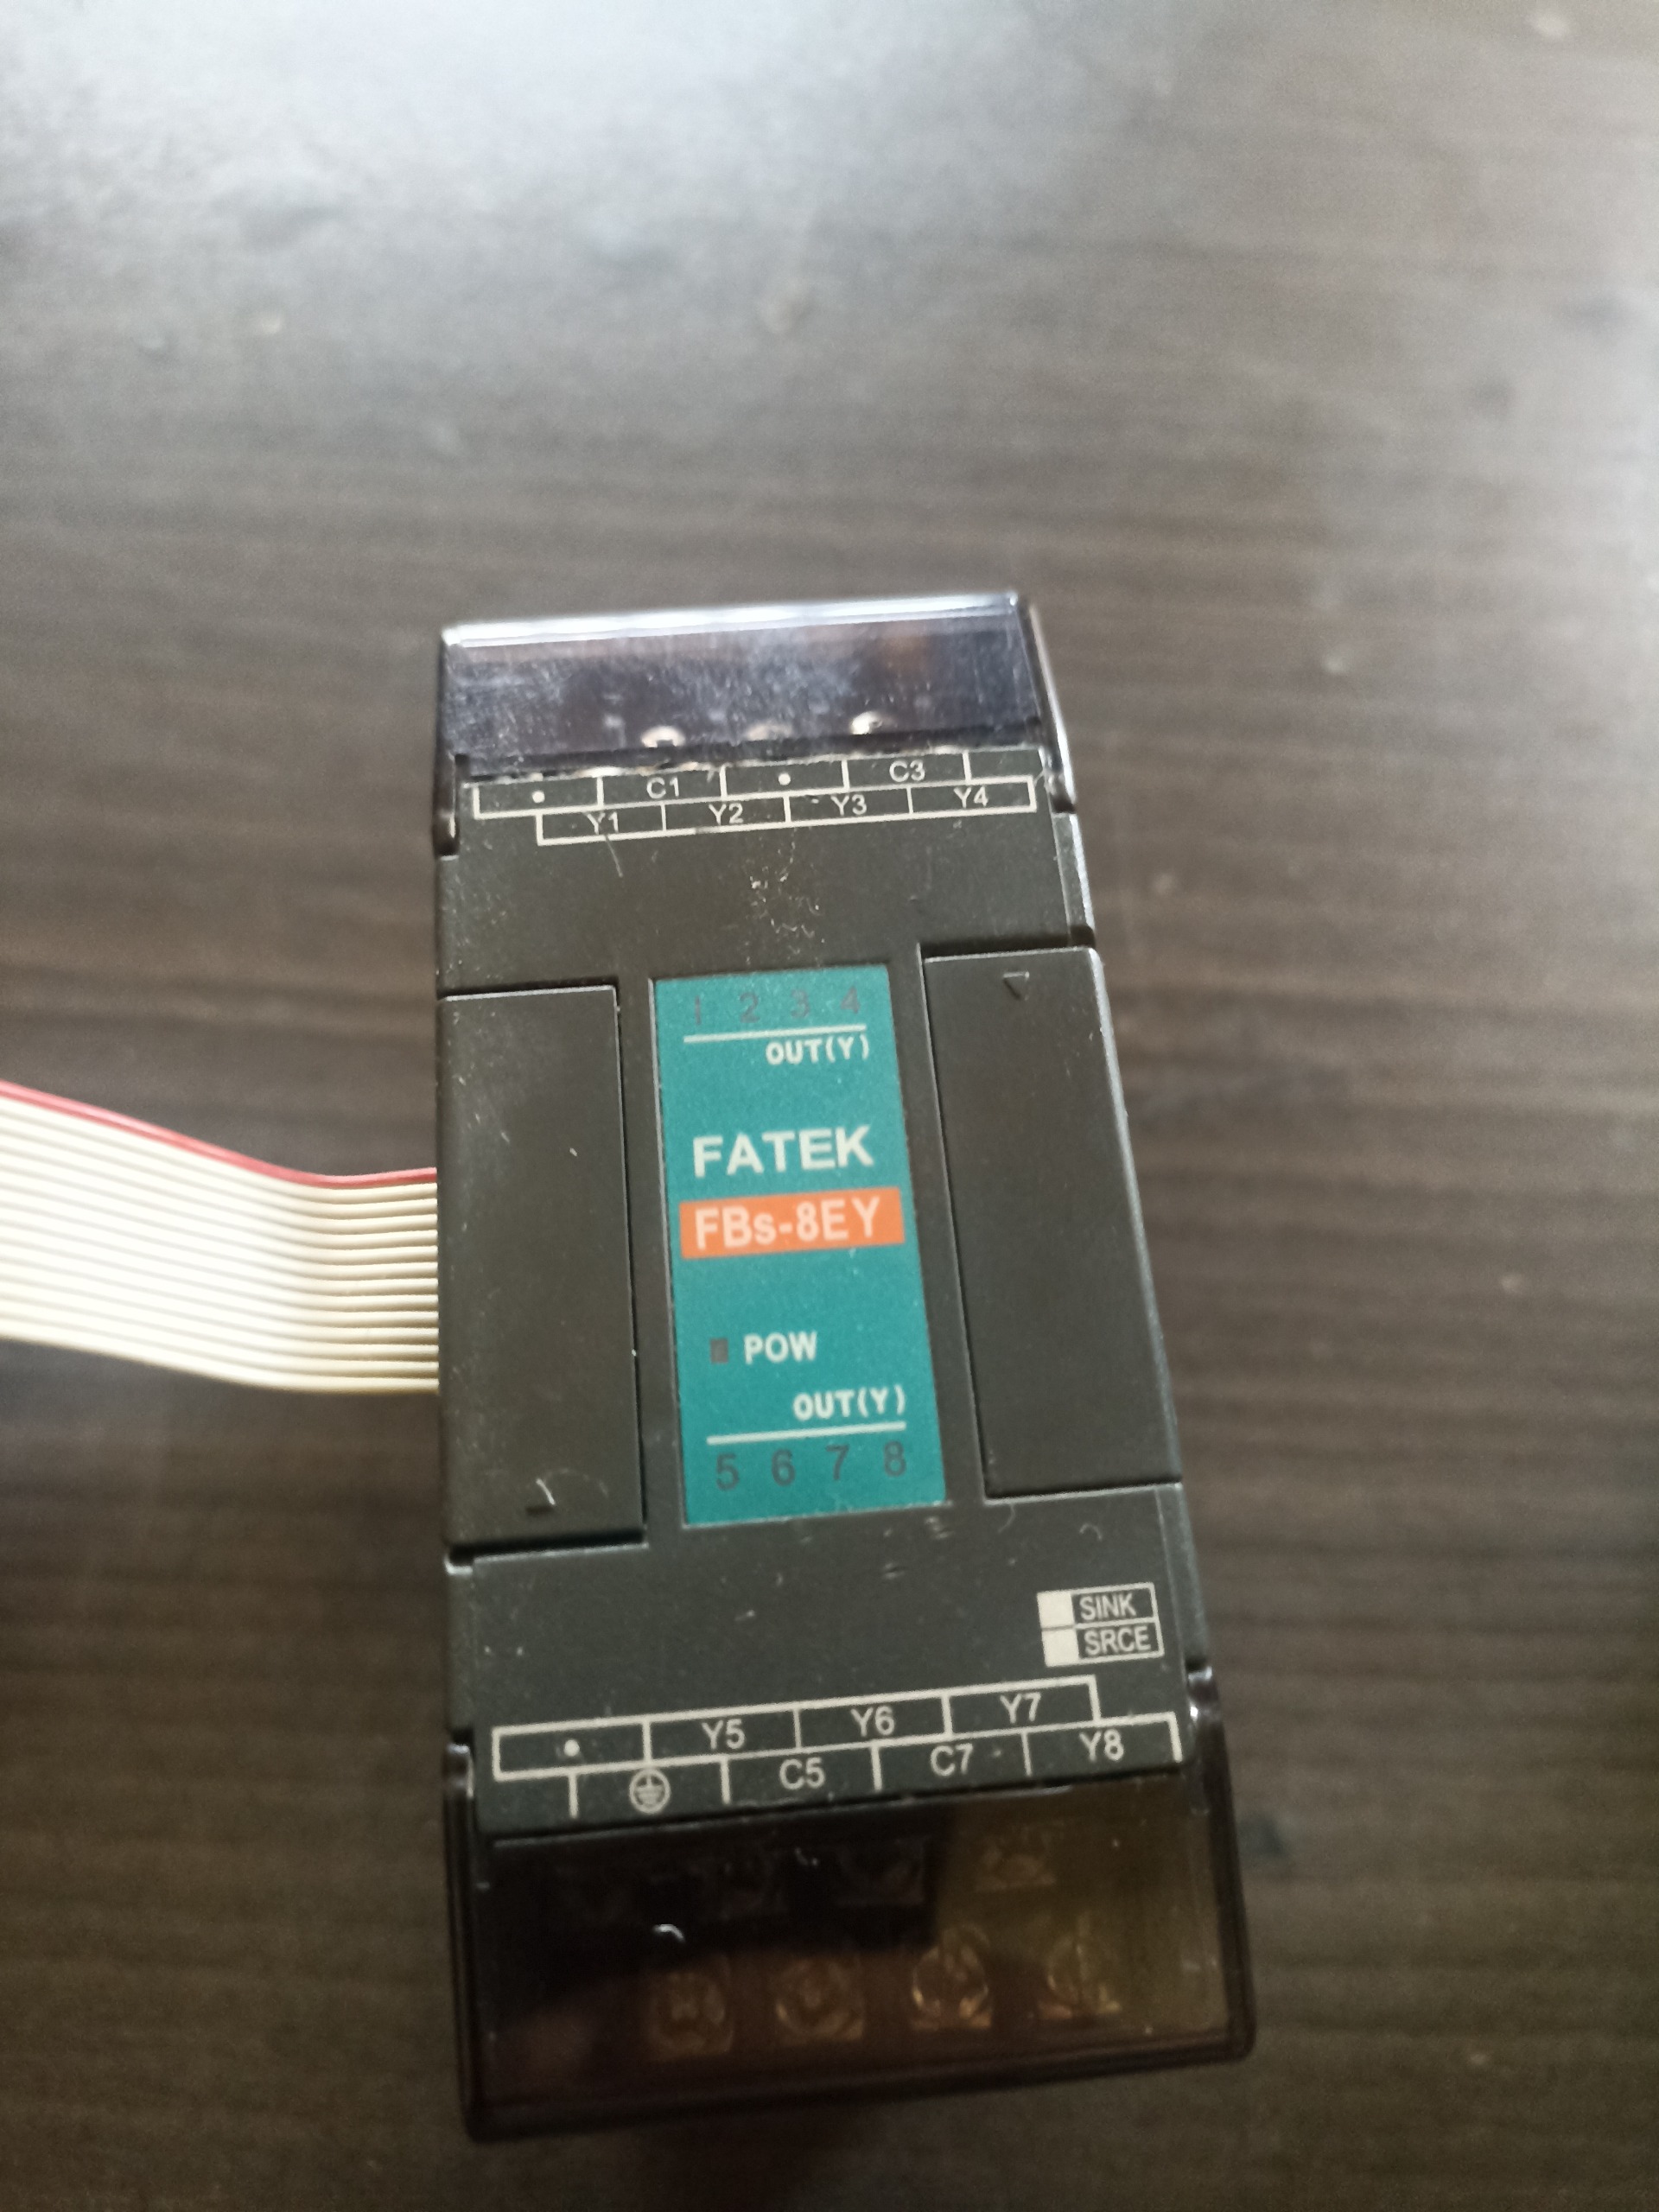 C1 C3
Y1 Y2 Y3 Y4
1 2 3 4
OUT(Y)
FATEK
FBs-8EY
POW
OUT(Y)
5 6 7 8
SINK
SRCE
Y5 Y6 Y7
C5 C7 Y8